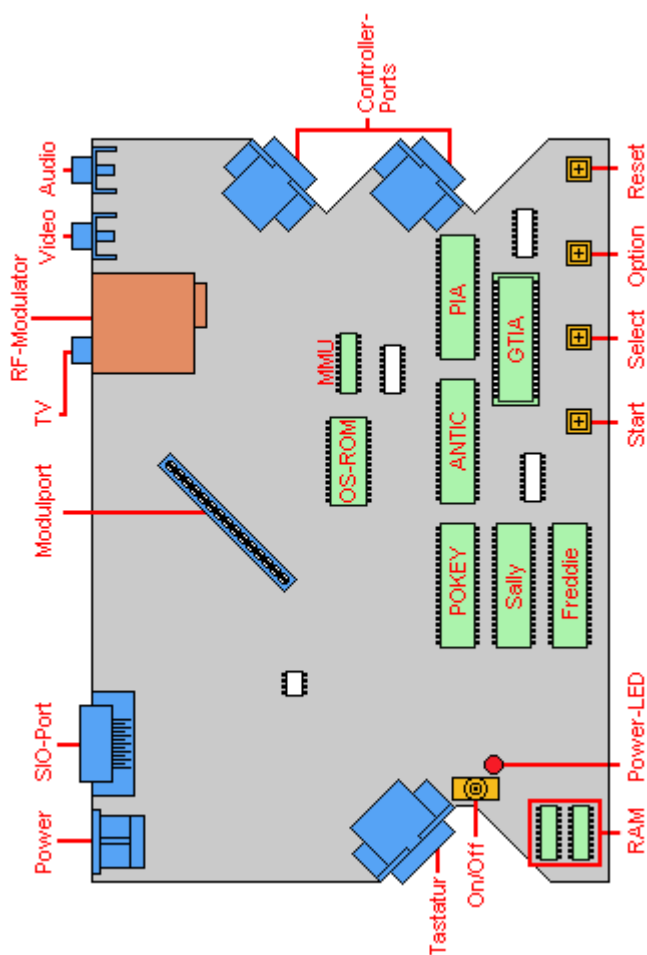 Power
SIO-Port
Modulport
TV
RF-Modulator
Video
Audio
Controller-
Ports
MMU
OS-ROM
POKEY
ANTIC
PIA
Sally
GTIA
Freddie
Tastatur
On/Off
Power-LED
RAM
Start
Select
Option
Reset